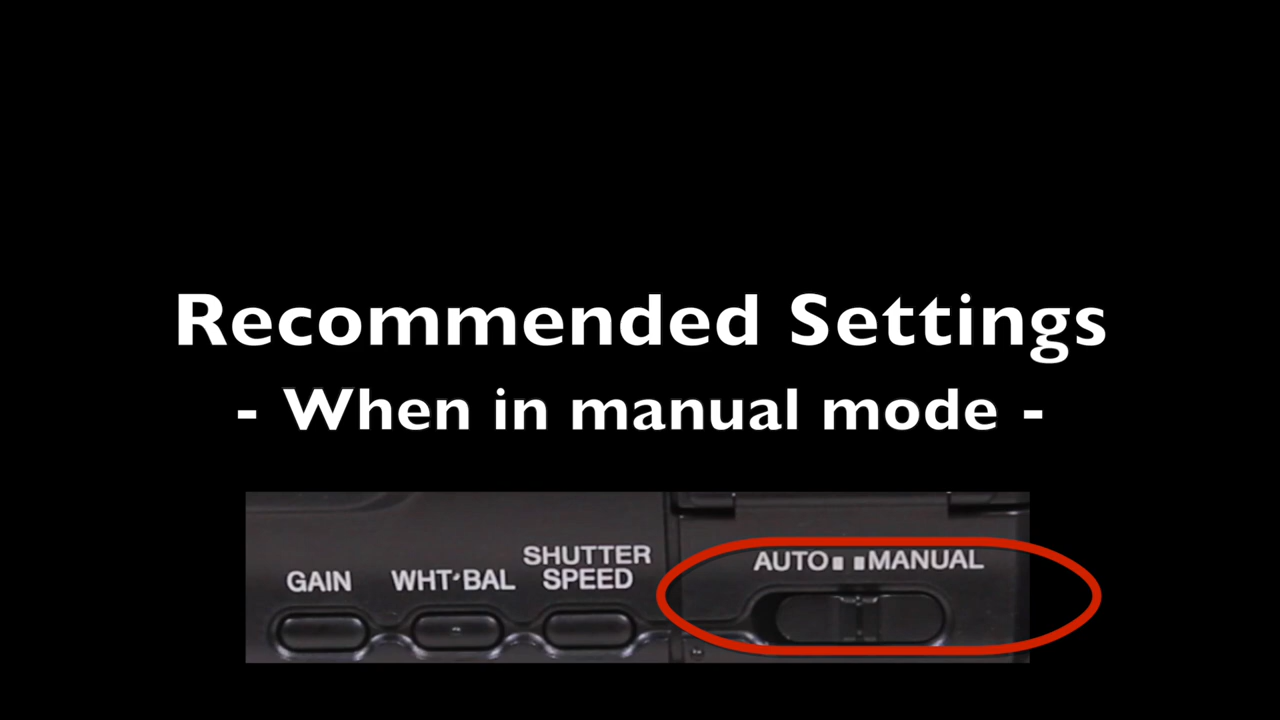 Recommended Settings
- When in manual mode -
SHUTTER
GAIN WHT•BAL SPEED
AUTO MANUAL